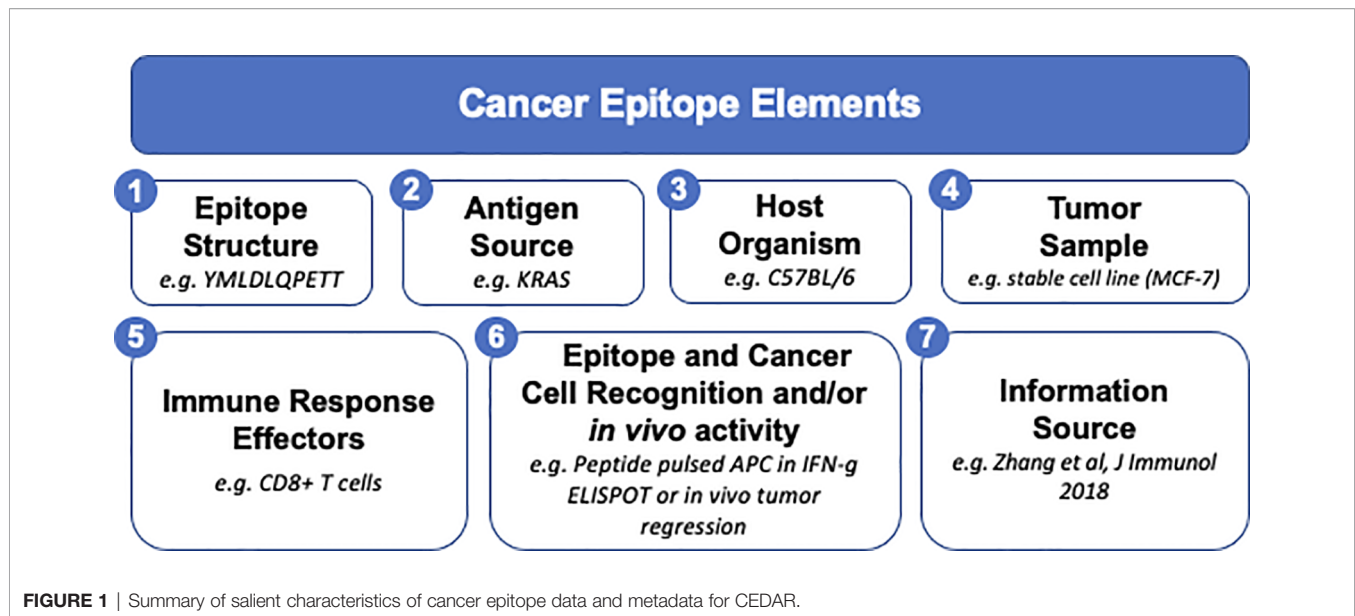 Cancer Epitope Elements
1
Epitope
Structure
e.g. YMLDLQPETT
2
Antigen
Source
e.g. KRAS
3
Host
Organism
e.g. C57BL/6
4
Tumor
Sample
e.g. stable cell line (MCF-7)
5
Immune Response
Effectors
e.g. CD8+ T cells
6
Epitope and Cancer
Cell Recognition and/or
in vivo activity
e.g. Peptide pulsed APC in IFN-g
ELISPOT or in vivo tumor
regression
7
Information
Source
e.g. Zhang et al, J Immunol
2018
FIGURE 1 | Summary of salient characteristics of cancer epitope data and metadata for CEDAR.